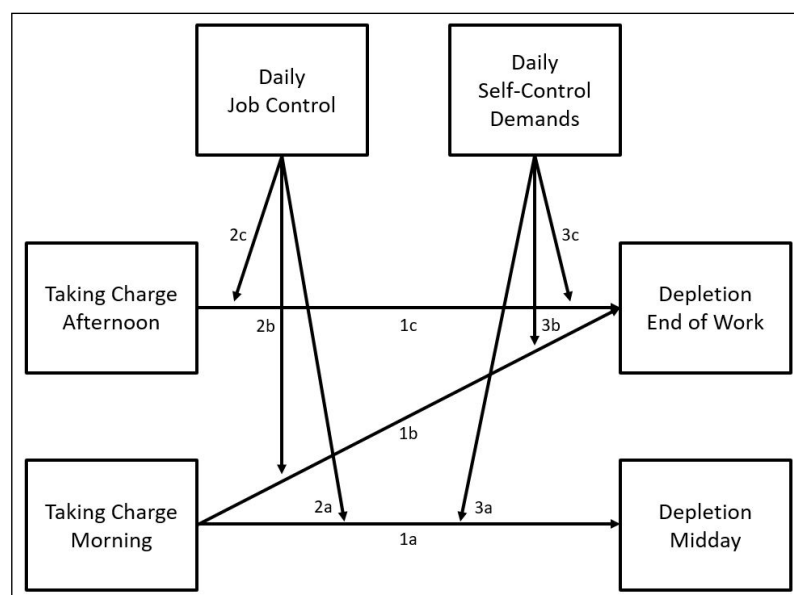 Daily
Job Control
Daily
Self-Control
Demands
2c
3c
Taking Charge
Afternoon
Depletion
End of Work
2b
1c
3b
1b
Taking Charge
Morning
Depletion
Midday
2a
3a
1a